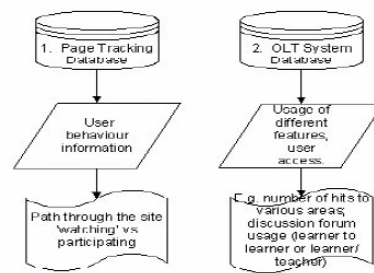 1. Page Tracking
Database
User
behaviour
information
Path through the site
'watching' vs
participating
2. OLT System
Database
Usage of
different
features,
user
access.
E.g. number of hits to
various areas;
discussion forum
usage (learner to
learner or learner/
teacher)